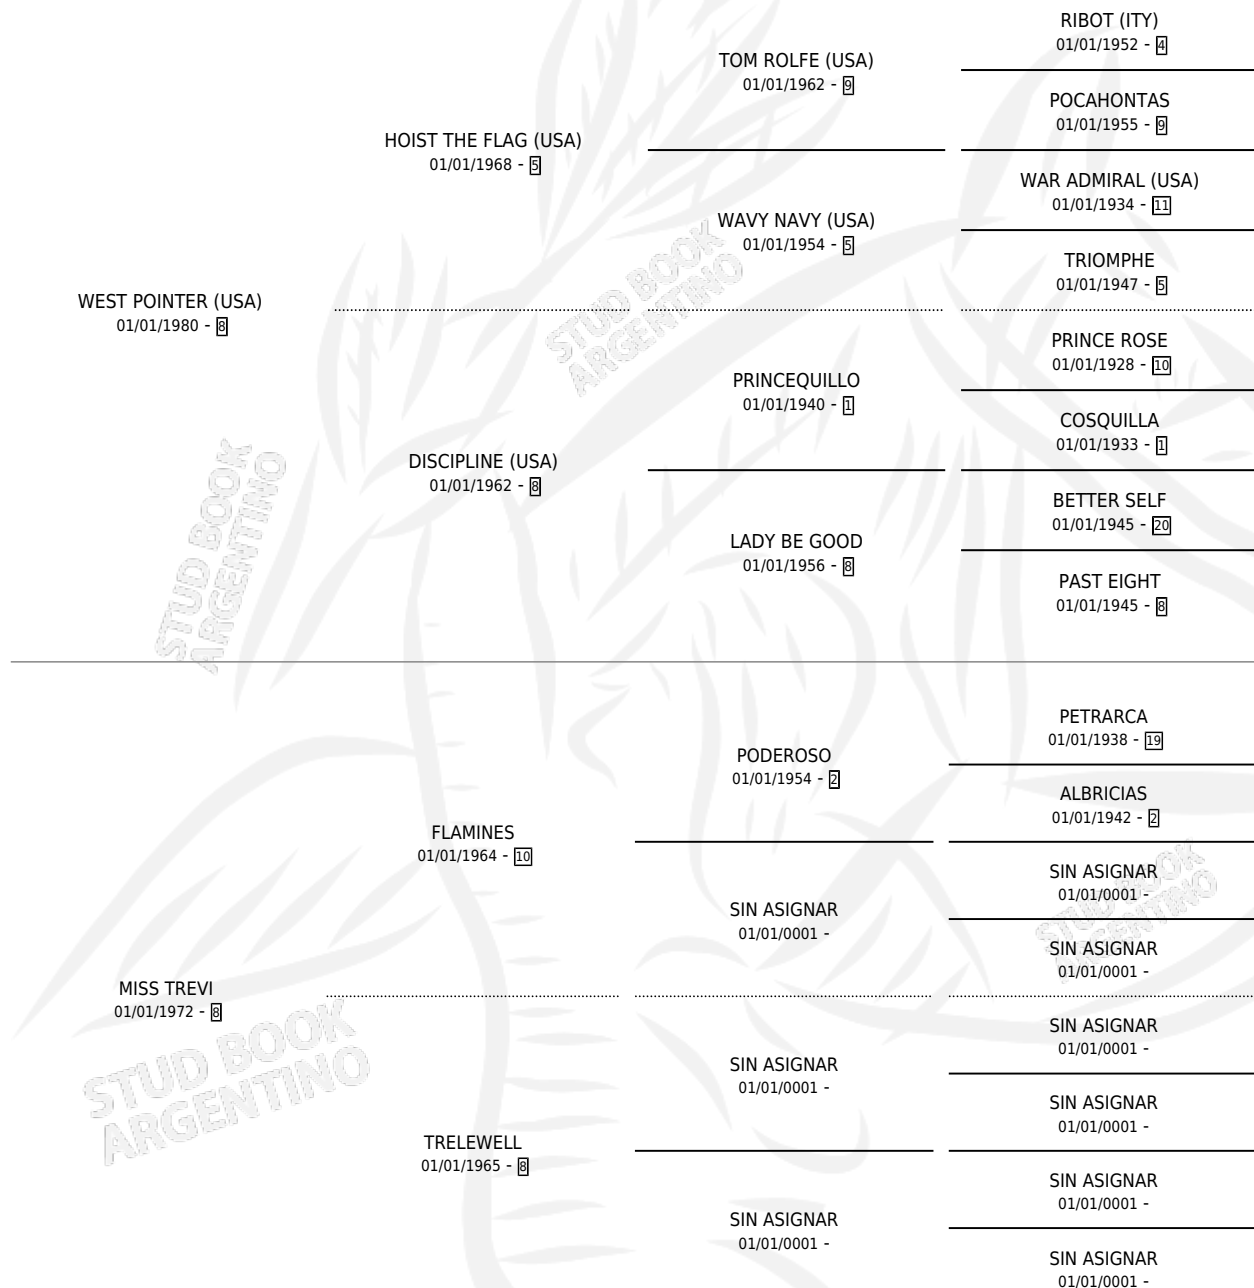 RIBOT (ITY)
01/01/1952 - 4
TOM ROLFE (USA)
01/01/1962 - 9
POCAHONTAS
01/01/1955 - 9
HOIST THE FLAG (USA)
01/01/1968 - 5
WAR ADMIRAL (USA)
01/01/1934 - 11
WAVY NAVY (USA)
01/01/1954 - 5
TRIOMPHE
01/01/1947 - 5
WEST POINTER (USA)
01/01/1980 - 8
PRINCE ROSE
01/01/1928 - 10
PRINCEQUILLO
01/01/1940 - 1
COSQUILLA
01/01/1933 - 1
DISCIPLINE (USA)
01/01/1962 - 8
BETTER SELF
01/01/1945 - 20
LADY BE GOOD
01/01/1956 - 8
PAST EIGHT
01/01/1945 - 8
PETRARCA
01/01/1938 - 19
PODEROSO
01/01/1954 - 2
ALBRICIAS
01/01/1942 - 2
FLAMINES
01/01/1964 - 10
SIN ASIGNAR
01/01/0001 -
SIN ASIGNAR
01/01/0001 -
SIN ASIGNAR
01/01/0001 -
MISS TREVI
01/01/1972 - 8
SIN ASIGNAR
01/01/0001 -
SIN ASIGNAR
01/01/0001 -
SIN ASIGNAR
01/01/0001 -
TRELEWELL
01/01/1965 - 8
SIN ASIGNAR
01/01/0001 -
SIN ASIGNAR
01/01/0001 -
SIN ASIGNAR
01/01/0001 -
STUD BOOK
ARGENTINO
STUD BOOK
ARGENTINO
STUD BOOK
ARGENTINO
STUD BOOK
ARGENTINO